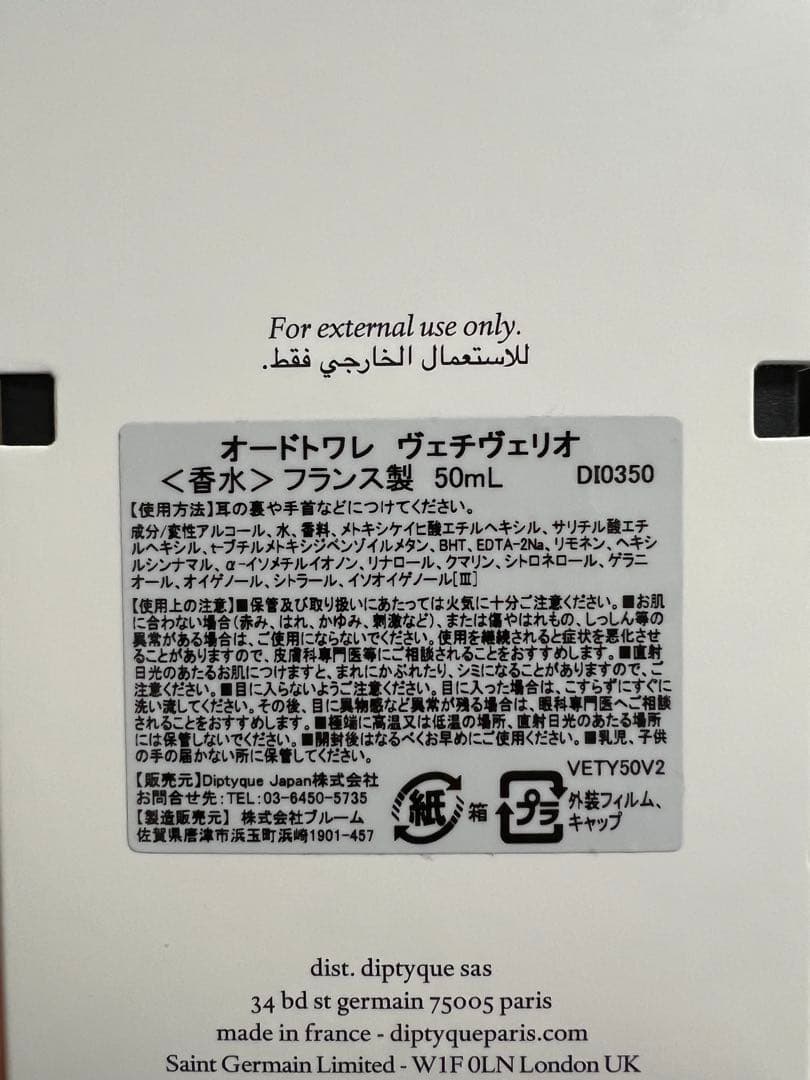 For external use only.
للاستعمال الخارجي فقط.
オードトワレ ヴェチヴェリオ
＜香水＞フランス製 50mL DI0350
【使用方法】耳の裏や手首などにつけてください。
成分/変性アルコール、水、香料、メトキシケイヒ酸エチルヘキシル、サリチル酸エチ
ルヘキシル、t-ブチルメトキシジベンゾイルメタン、BHT、EDTA-2Na、リモネン、ヘキシ
ルシンナマル、α-イソメチルイオノン、リナロール、クマリン、シトロネロール、ゲラニ
オール、オイゲノール、シトラール、イソオイゲノール[Ⅲ]
【使用上の注意】■保管及び取り扱いにあたっては火気に十分ご注意ください。■お肌
に合わない場合(赤み、はれ、かゆみ、刺激など)、または傷やはれもの、しっしん等の
異常がある場合は、ご使用にならないでください。使用を継続されると症状を悪化させ
ることがありますので、皮膚科専門医等にご相談されることをおすすめします。■直射
日光のあたるお肌につけますと、まれにかぶれたり、シミになることがありますので、ご
注意ください。■目に入らないようご注意ください。目に入った場合は、こすらずにすぐに
洗い流してください。その後、目に異物感など異常が残る場合は、眼科専門医へご相談
されることをおすすめします。■極端に高温又は低温の場所、直射日光のあたる場所
には保管しないでください。■開封後はなるべくお早めにご使用ください。■乳児、子供
の手の届かない所に保管してください。
VETY50V2
【販売元】Diptyque Japan株式会社
お問合せ先：TEL:03-6450-5735
【製造販売元】 株式会社ブルーム
佐賀県唐津市浜玉町浜崎1901-457
紙 箱
プラ 外装フィルム、
キャップ
dist. diptyque sas
34 bd st germain 75005 paris
made in france - diptyqueparis.com
Saint Germain Limited - W1F 0LN London UK